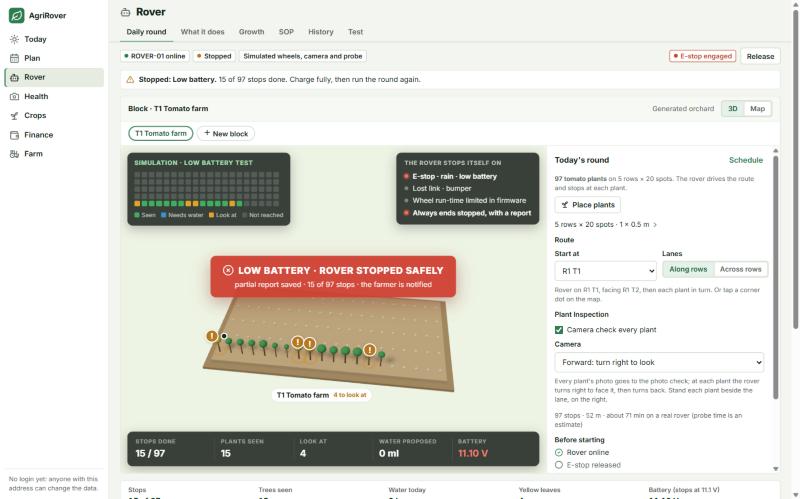 AgriRover
Today
Plan
Rover
Health
Crops
Finance
Farm
No login yet: anyone with this
address can change the data.
Rover
Daily round
What it does
Growth
SOP
History
Test
ROVER-01 online
Stopped
Simulated wheels, camera and probe
E-stop engaged
Release
Stopped: Low battery. 15 of 97 stops done. Charge fully, then run the round again.
Block · T1 Tomato farm
Generated orchard
3D
Map
T1 Tomato farm
+ New block
SIMULATION · LOW BATTERY TEST
Seen
Needs water
Look at
Not reached
THE ROVER STOPS ITSELF ON
E-stop · rain · low battery
Lost link · bumper
Wheel run-time limited in firmware
Always ends stopped, with a report
LOW BATTERY · ROVER STOPPED SAFELY
partial report saved · 15 of 97 stops · the farmer is notified
!
!
!
!
T1 Tomato farm 4 to look at
STOPS DONE
15 / 97
PLANTS SEEN
15
LOOK AT
4
WATER PROPOSED
0 ml
BATTERY
11.10 V
Today's round
Schedule
97 tomato plants on 5 rows × 20 spots. The rover drives the route
and stops at each plant.
Place plants
5 rows × 20 spots · 1 × 0.5 m >
Route
Start at
Lanes
R1 T1
Along rows
Across rows
Rover on R1 T1, facing R1 T2, then each plant in turn. Or tap a corner
dot on the map.
Plant Inspection
Camera check every plant
Camera
Forward: turn right to look
Every plant's photo goes to the photo check; at each plant the rover
turns right to face it, then turns back. Stand each plant beside the
lane, on the right.
97 stops · 52 m · about 71 min on a real rover (probe time is an
estimate)
Before starting
Rover online
E-stop released
Stops
Trees seen
Water today
Yellow leaves
Battery (stops at 11.1 V)